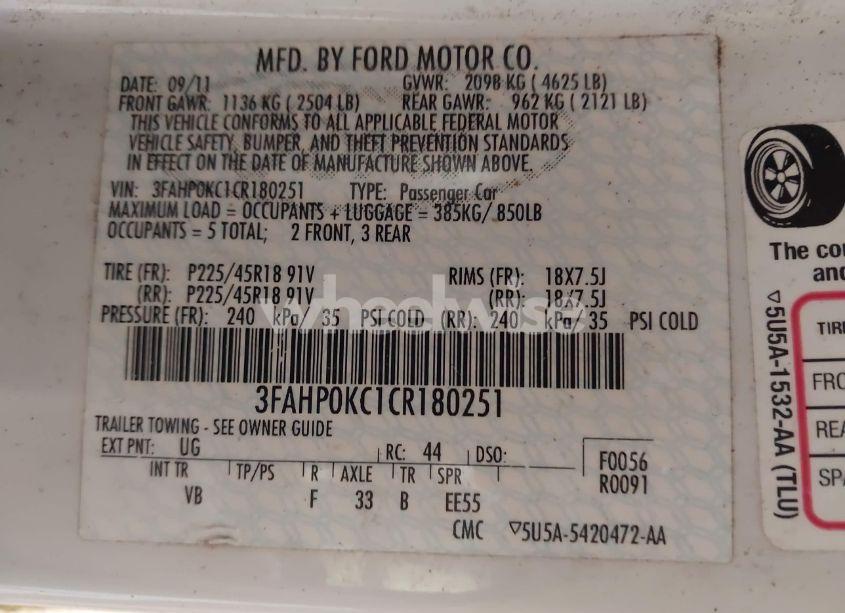 MFD. BY FORD MOTOR CO.
DATE: 09/11 GVWR: 2098 KG ( 4625 LB)
FRONT GAWR: 1136 KG ( 2504 LB) REAR GAWR: 962 KG ( 2121 LB)
THIS VEHICLE CONFORMS TO ALL APPLICABLE FEDERAL MOTOR
VEHICLE SAFETY, BUMPER, AND THEFT PREVENTION STANDARDS
IN EFFECT ON THE DATE OF MANUFACTURE SHOWN ABOVE.
VIN: 3FAHP0KC1CR180251 TYPE: Passenger Car
MAXIMUM LOAD = OCCUPANTS + LUGGAGE = 385KG/ 850LB
OCCUPANTS = 5 TOTAL; 2 FRONT, 3 REAR
TIRE (FR): P225/45R18 91V RIMS (FR): 18X7.5J
(RR): P225/45R18 91V (RR): 18X7.5J
PRESSURE (FR): 240 kPa/ 35 PSI COLD (RR): 240 kPa/ 35 PSI COLD
wheelwise
3FAHP0KC1CR180251
TRAILER TOWING - SEE OWNER GUIDE
EXT PNT: UG RC: 44 DSO: F0056
INT TR TP/PS R AXLE TR SPR R0091
VB F 33 B EE55
CMC ▽5U5A-5420472-AA
The
and
▽5U5A-1532-AA (TLU)